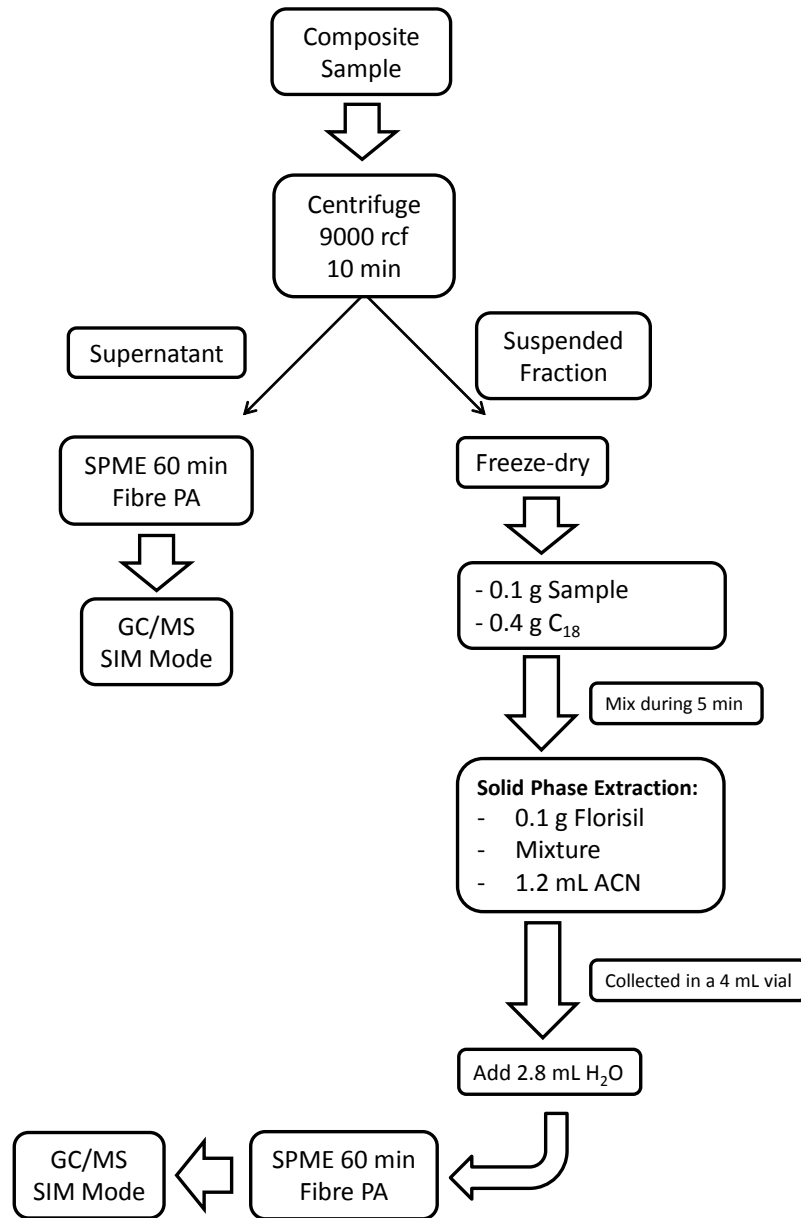 Composite
Sample
Centrifuge
9000 rcf
10 min
Supernatant
Suspended
Fraction
SPME 60 min
Fibre PA
GC/MS
SIM Mode
Freeze-dry
- 0.1 g Sample
- 0.4 g C₁₈
Mix during 5 min
Solid Phase Extraction:
- 0.1 g Florisil
- Mixture
- 1.2 mL ACN
Collected in a 4 mL vial
Add 2.8 mL H₂O
SPME 60 min
Fibre PA
GC/MS
SIM Mode